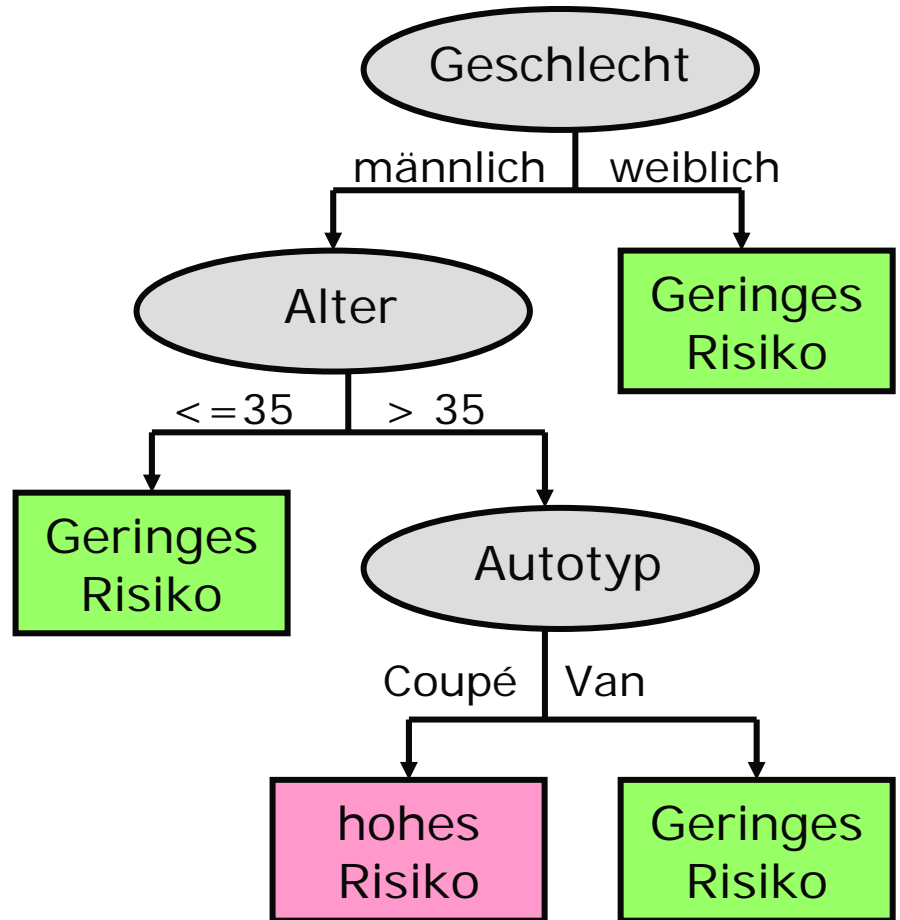 Geschlecht
männlich weiblich
Alter
Geringes
Risiko
<=35 > 35
Geringes
Risiko
Autotyp
Coupé Van
hohes
Risiko
Geringes
Risiko